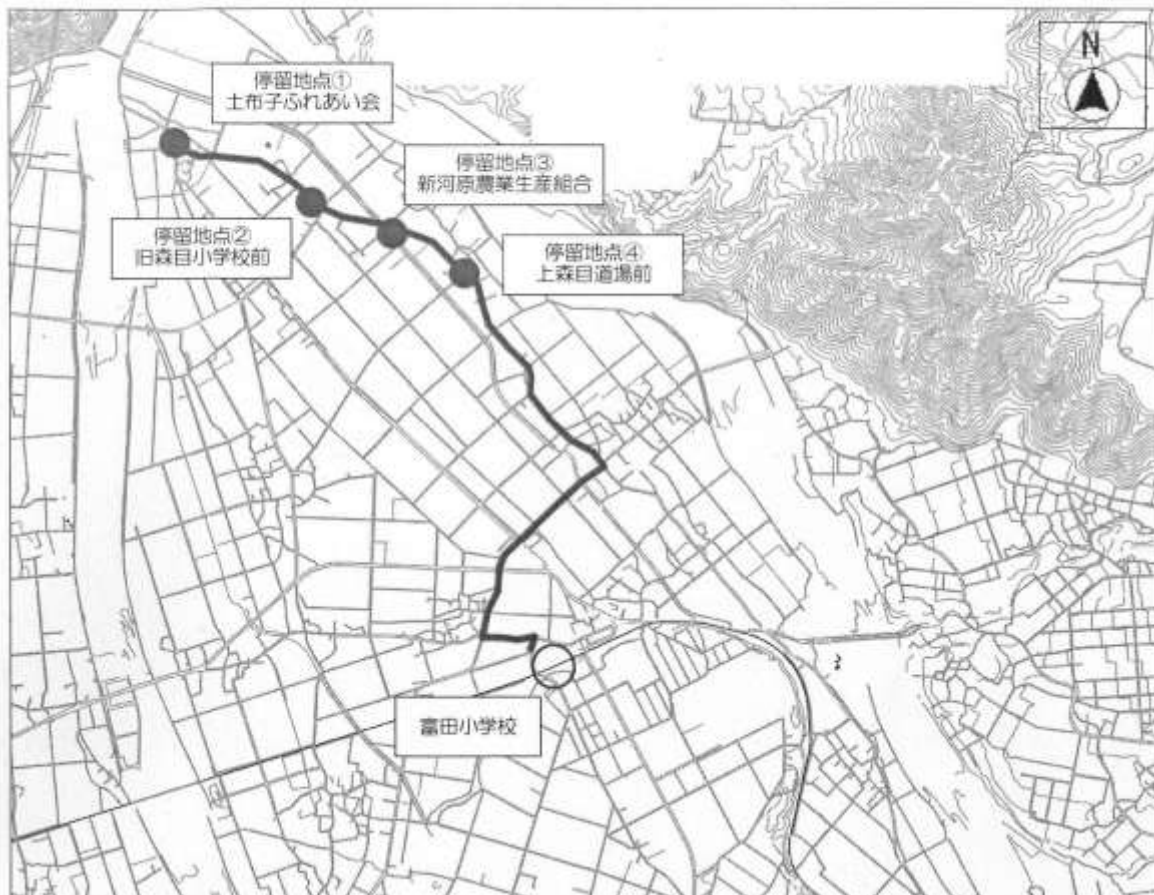 N
停留地点①
土布子ふれあい会
停留地点③
新河原農業生産組合
停留地点②
旧森目小学校前
停留地点④
上森目道場前
富田小学校